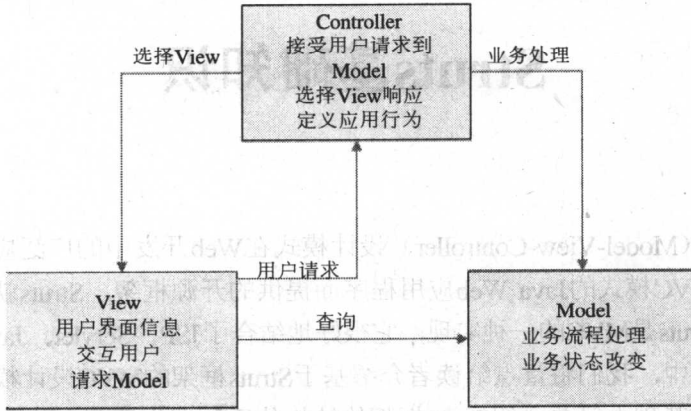 Controller
接受用户请求到
Model
选择View响应
定义应用行为
选择View
业务处理
用户请求
View
用户界面信息
交互用户
请求Model
查询
Model
业务流程处理
业务状态改变